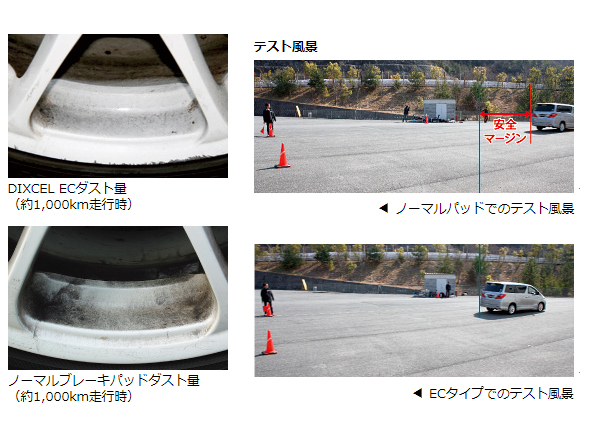 テスト風景
安全
マージン
DIXCEL ECダスト量
（約1,000km走行時）
◀ ノーマルパッドでのテスト風景
ノーマルブレーキパッドダスト量
（約1,000km走行時）
◀ ECタイプでのテスト風景